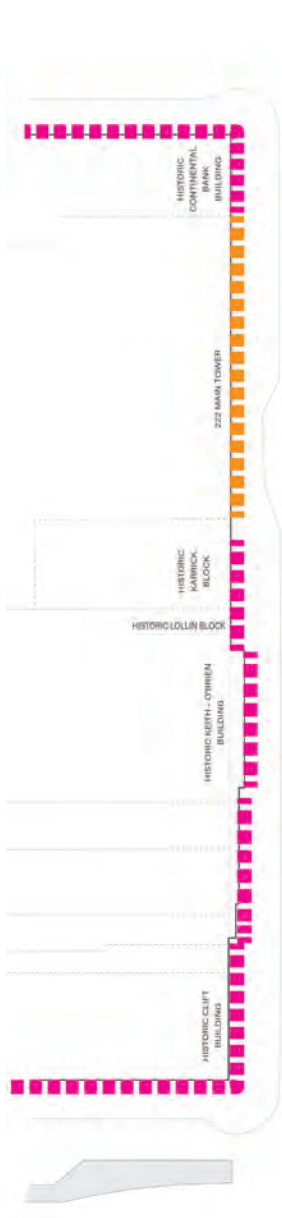 HISTORIC
CONTINENTAL
BANK
BUILDING
222 MAIN TOWER
HISTORIC
KARRICK
BLOCK
HISTORIC LOLLIN BLOCK
HISTORIC KEITH - O'BRIEN
BUILDING
HISTORIC CLIFT
BUILDING